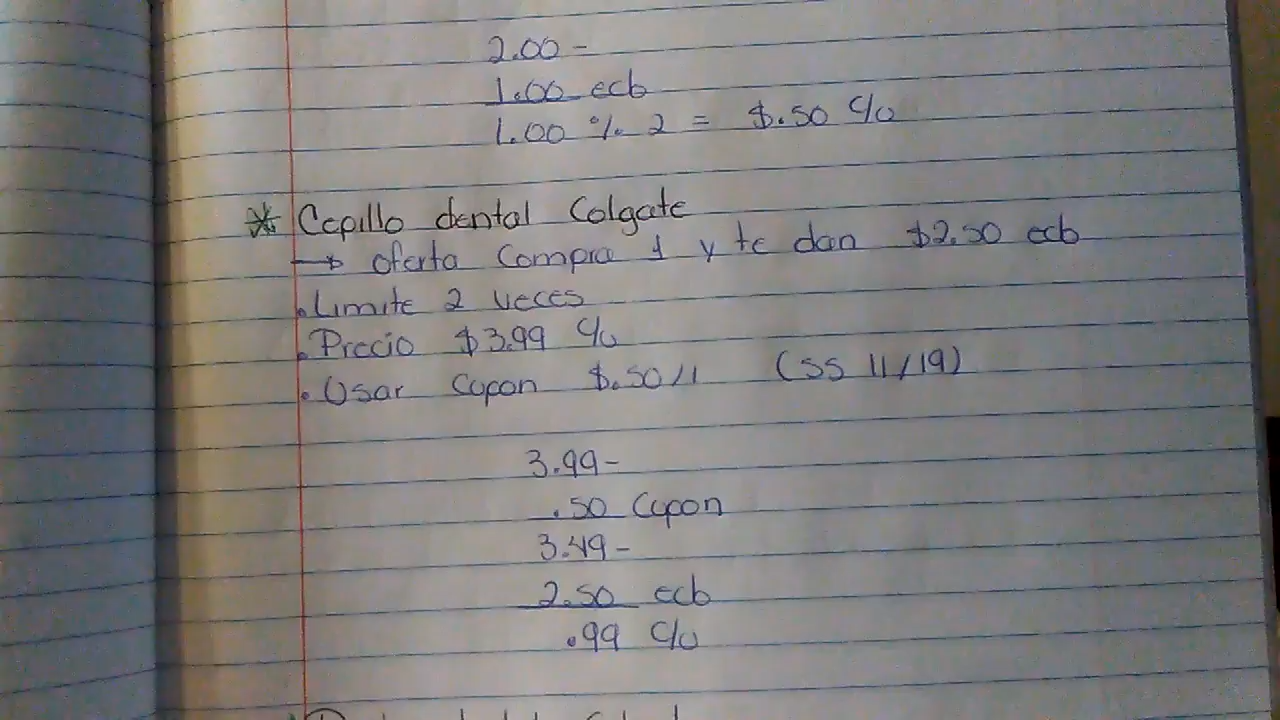 2.00 -
1.00 ecb
1.00 % 2 = $.50 c/u
* Cepillo dental Colgate
→ oferta Compra 1 y te dan $2.50 ecb
. Limite 2 veces
. Precio $3.99 c/u
. Usar Cupon $.50/1 (SS 11/19)
3.99 -
.50 Cupon
3.49 -
2.50 ecb
.99 c/u